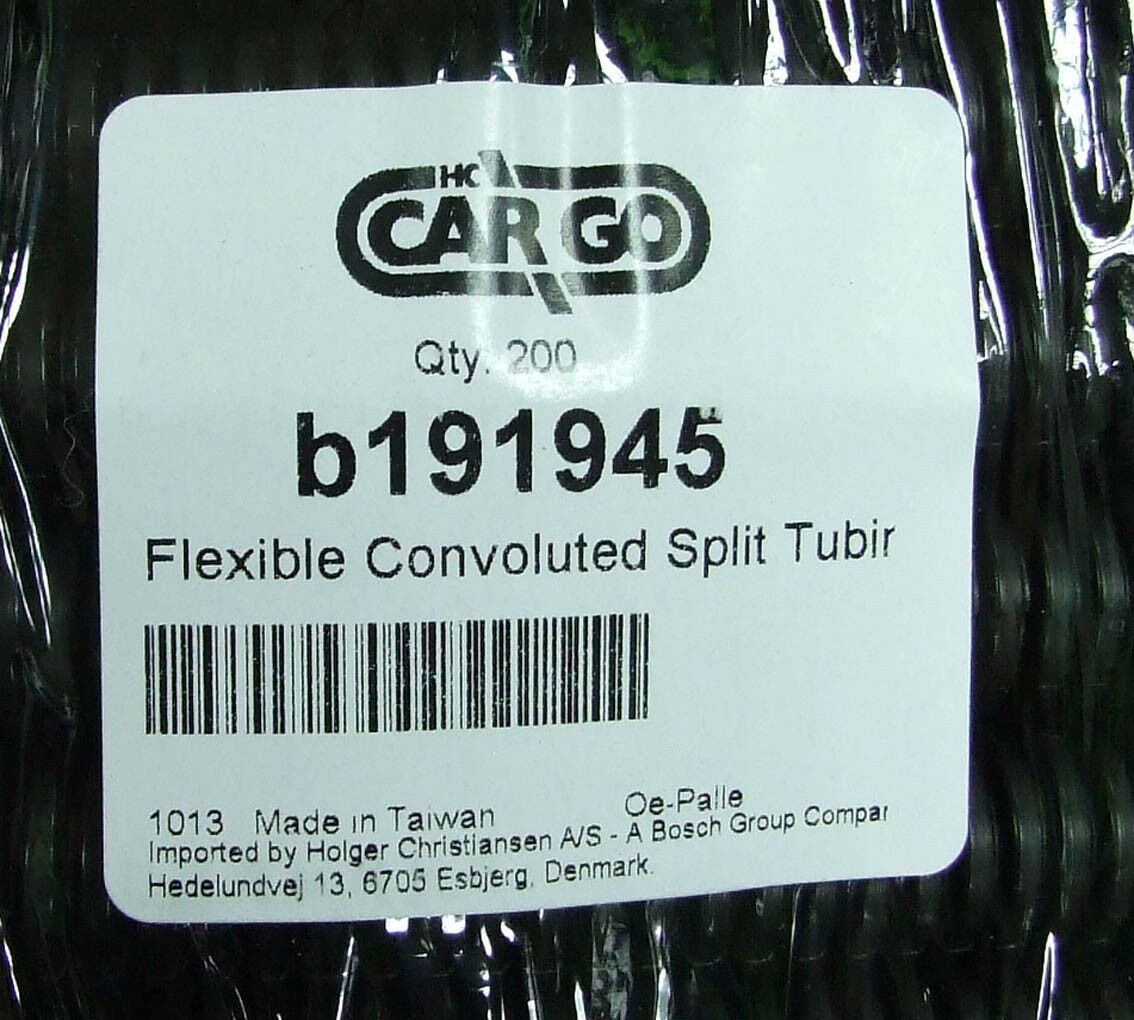 HC
CARGO
Qty. 200
b191945
Flexible Convoluted Split Tubir
1013 Made in Taiwan Oe-Palle
Imported by Holger Christiansen A/S - A Bosch Group Compar
Hedelundvej 13, 6705 Esbjerg, Denmark.